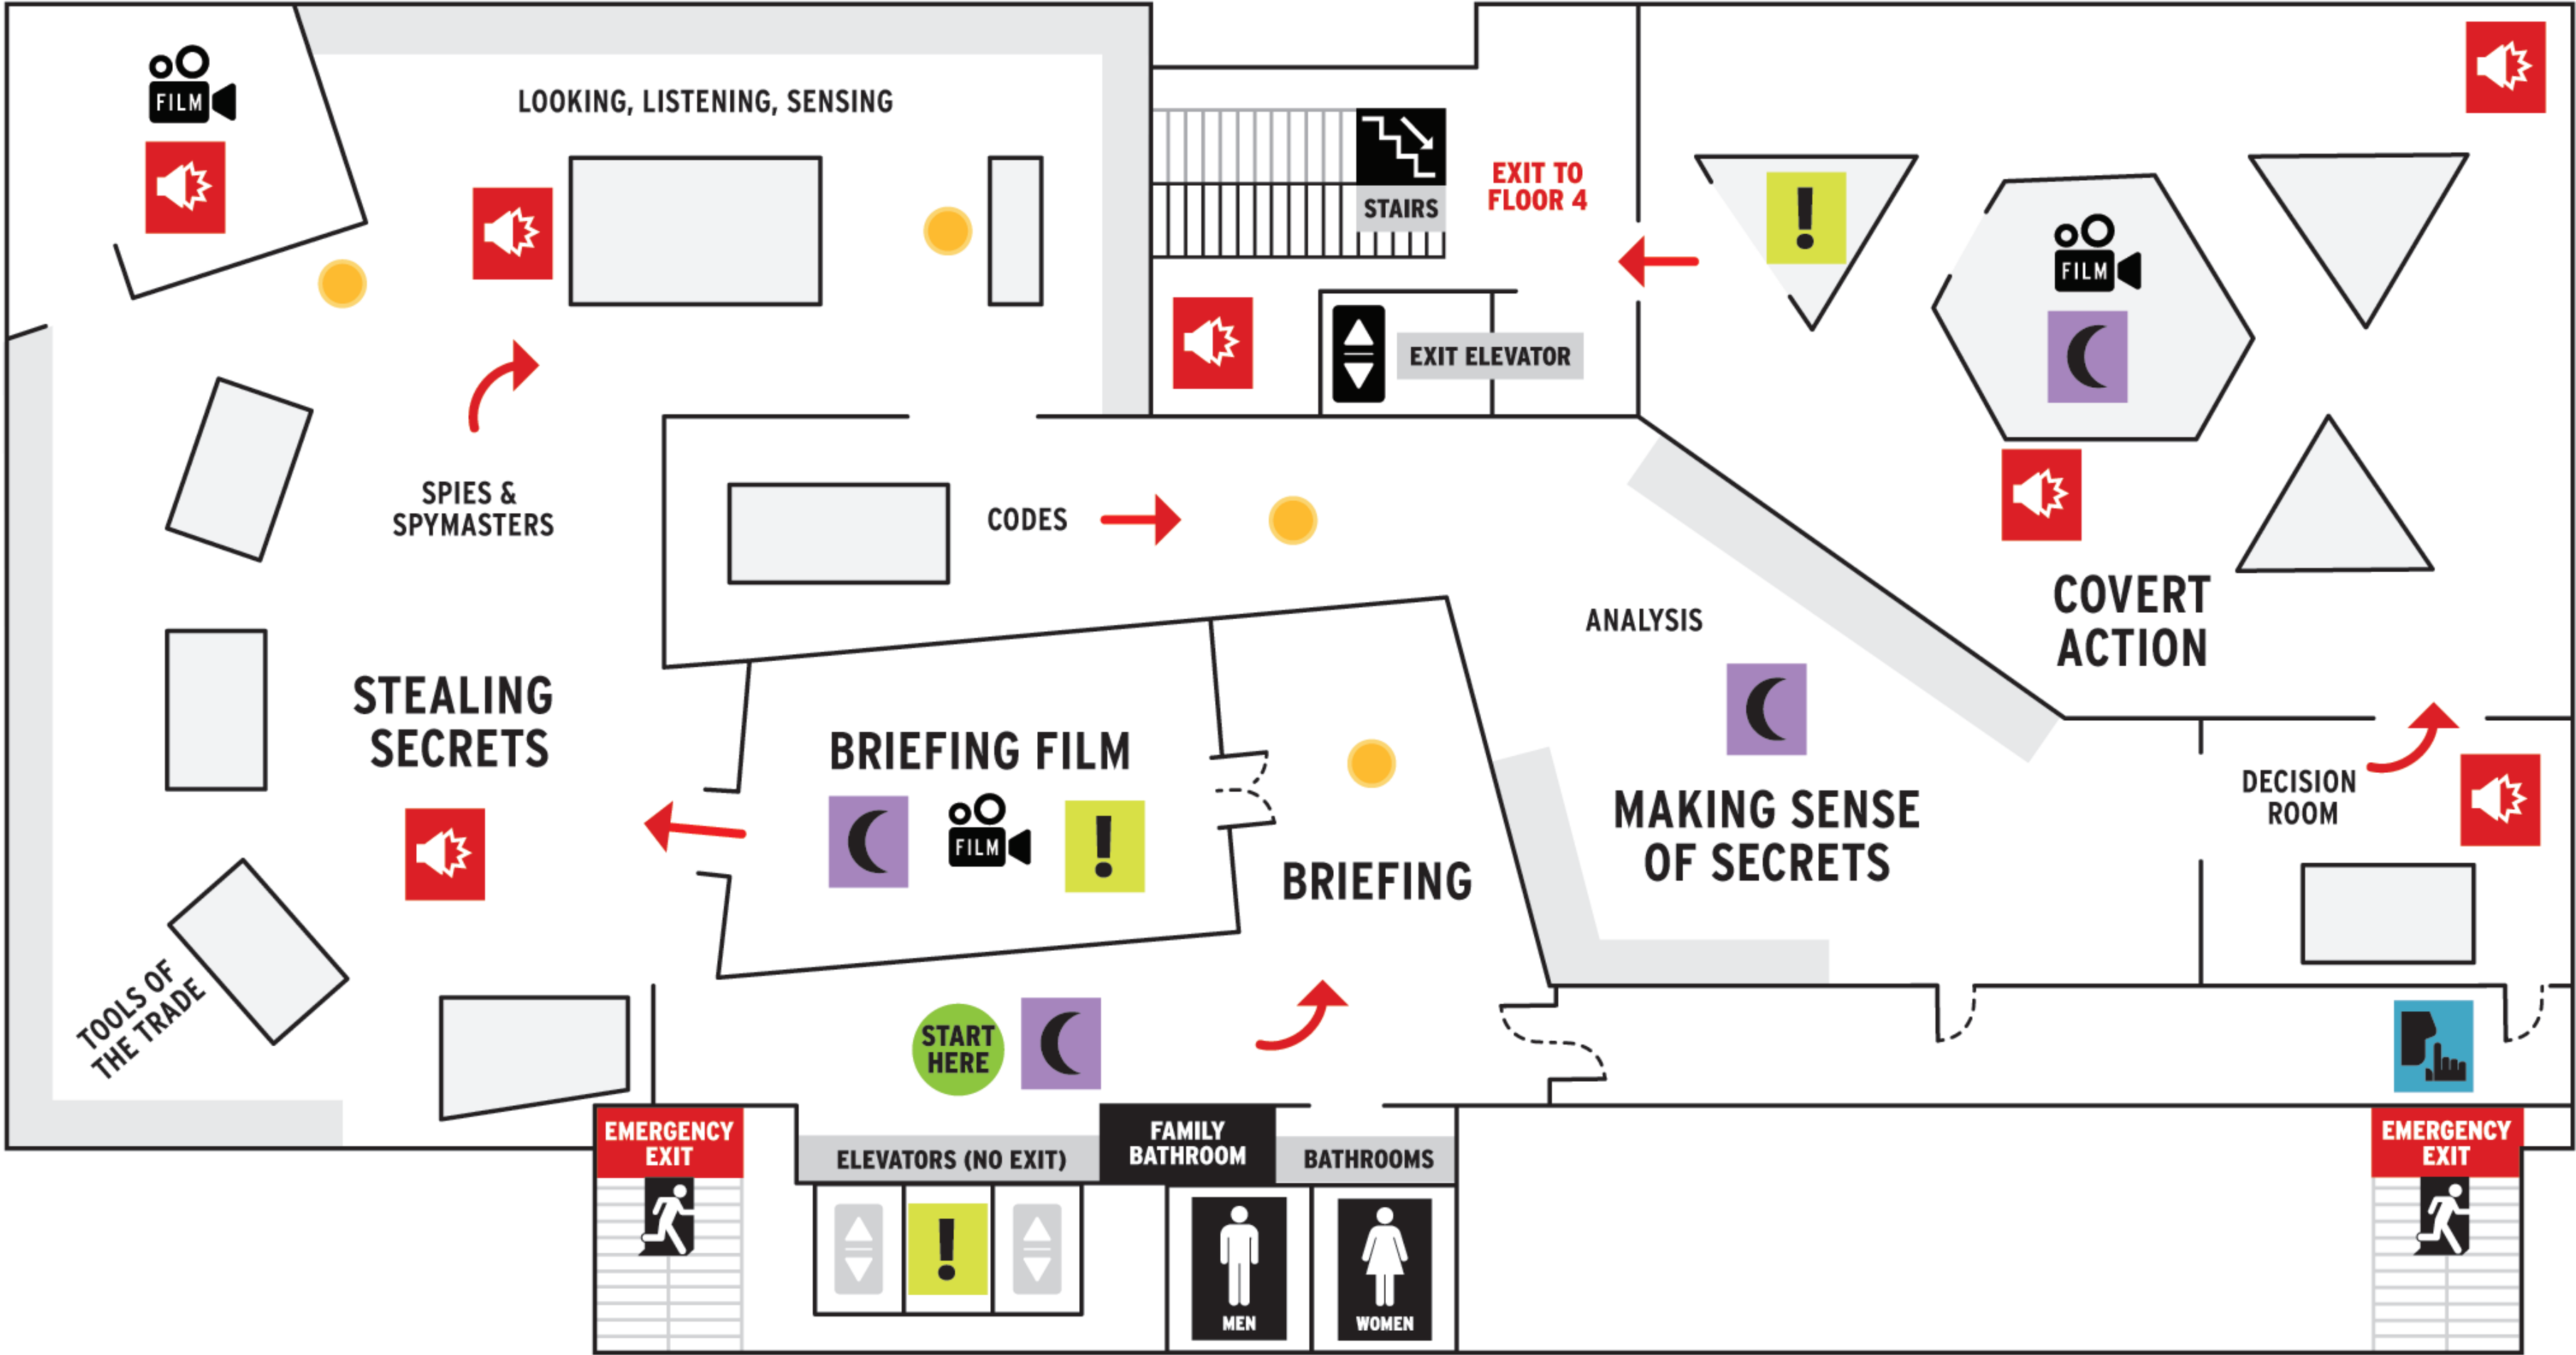 FILM
LOOKING, LISTENING, SENSING
STAIRS
EXIT TO
FLOOR 4
FILM
EXIT ELEVATOR
SPIES &
SPYMASTERS
CODES
COVERT
ACTION
ANALYSIS
STEALING
SECRETS
BRIEFING FILM
FILM
BRIEFING
MAKING SENSE
OF SECRETS
DECISION
ROOM
TOOLS OF
THE TRADE
START
HERE
EMERGENCY
EXIT
ELEVATORS (NO EXIT)
FAMILY
BATHROOM
BATHROOMS
EMERGENCY
EXIT
MEN
WOMEN